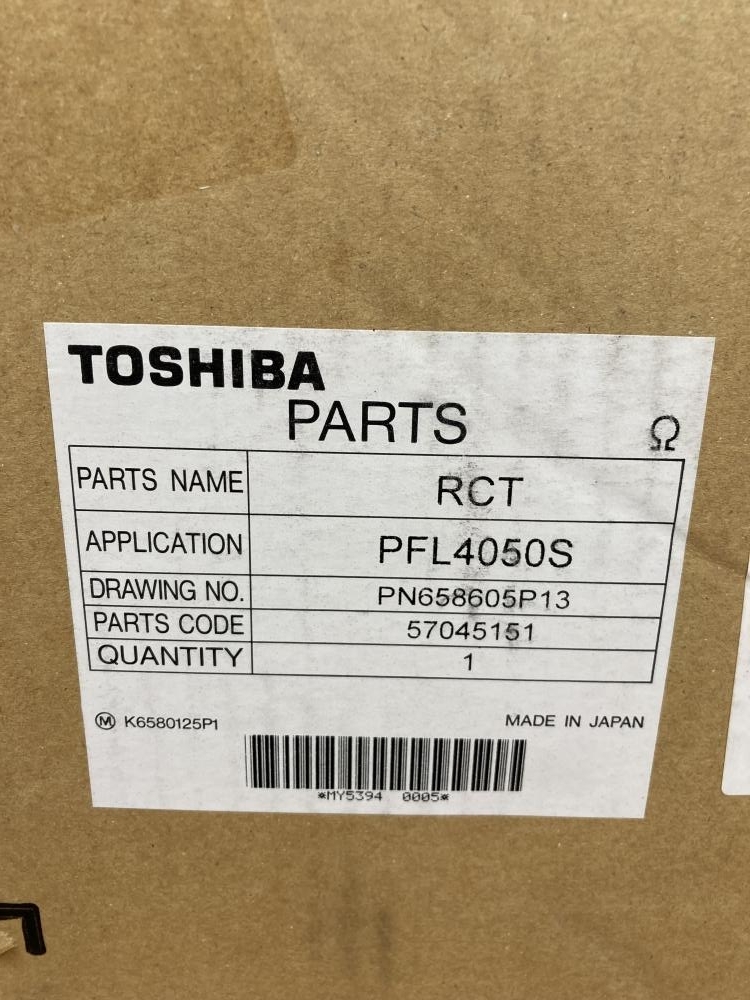 TOSHIBA
PARTS
Ω
PARTS NAME RCT
APPLICATION PFL4050S
DRAWING NO. PN658605P13
PARTS CODE 57045151
QUANTITY 1
Ⓜ K6580125P1 MADE IN JAPAN
*MY5394 0005*